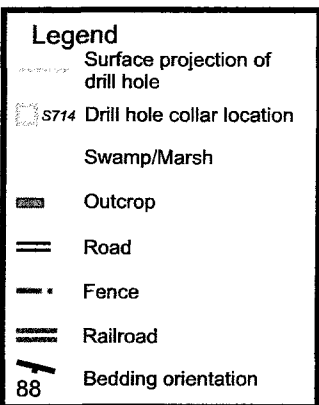 Legend
Surface projection of
drill hole
S714 Drill hole collar location
Swamp/Marsh
Outcrop
Road
Fence
Railroad
88 Bedding orientation